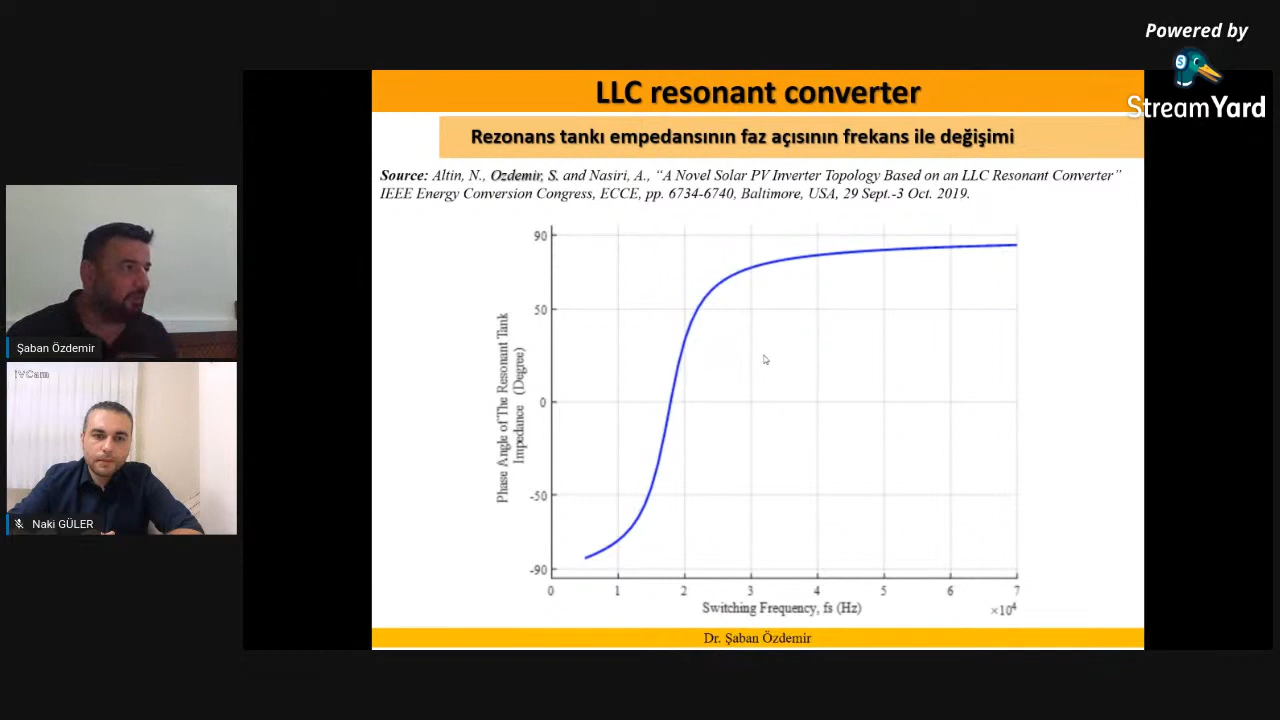 Powered by
StreamYard
LLC resonant converter
Rezonans tankı empedansının faz açısının frekans ile değişimi
Source: Altin, N., Ozdemir, S. and Nasiri, A., “A Novel Solar PV Inverter Topology Based on an LLC Resonant Converter”
IEEE Energy Conversion Congress, ECCE, pp. 6734-6740, Baltimore, USA, 29 Sept.-3 Oct. 2019.
Şaban Özdemir
iVCam
Naki GÜLER
Phase Angle of The Resonant Tank
Impedance (Degree)
90
50
0
-50
-90
0 1 2 3 4 5 6 7
Switching Frequency, fs (Hz)
×10⁴
Dr. Şaban Özdemir